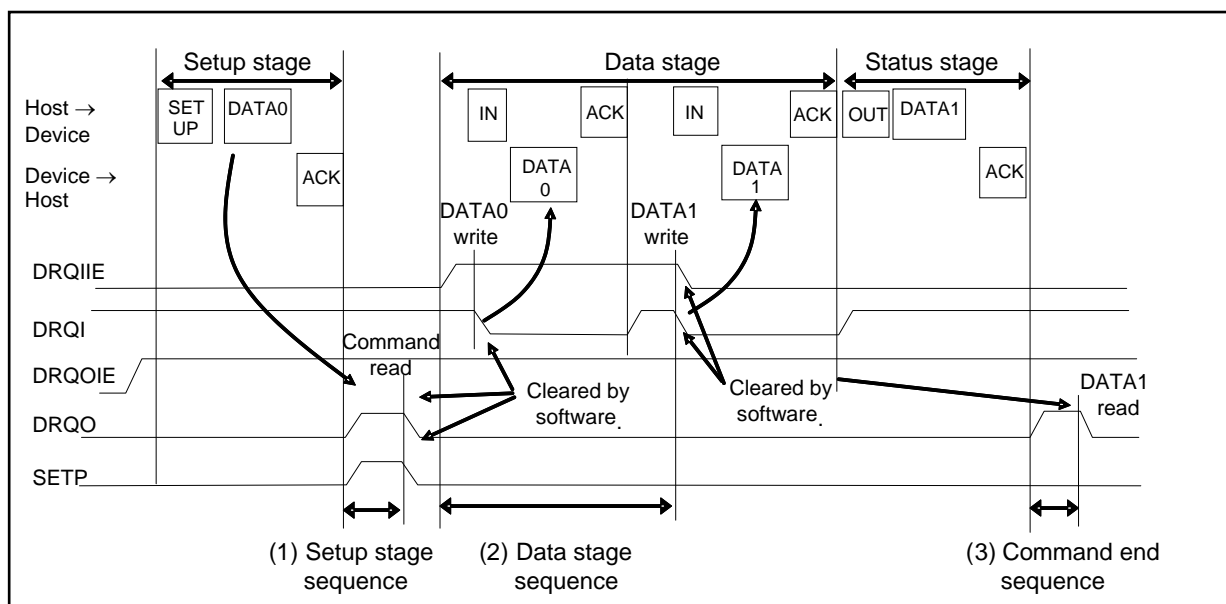 Setup stage
Data stage
Status stage
Host →
Device
SET
UP
DATA0
IN
ACK
IN
ACK
OUT
DATA1
Device →
Host
ACK
DATA
0
DATA
1
ACK
DATA0
write
DATA1
write
DRQIIE
DRQI
Command
read
DRQOIE
Cleared by
software.
Cleared by
software.
DATA1
read
DRQO
SETP
(1) Setup stage
sequence
(2) Data stage
sequence
(3) Command end
sequence